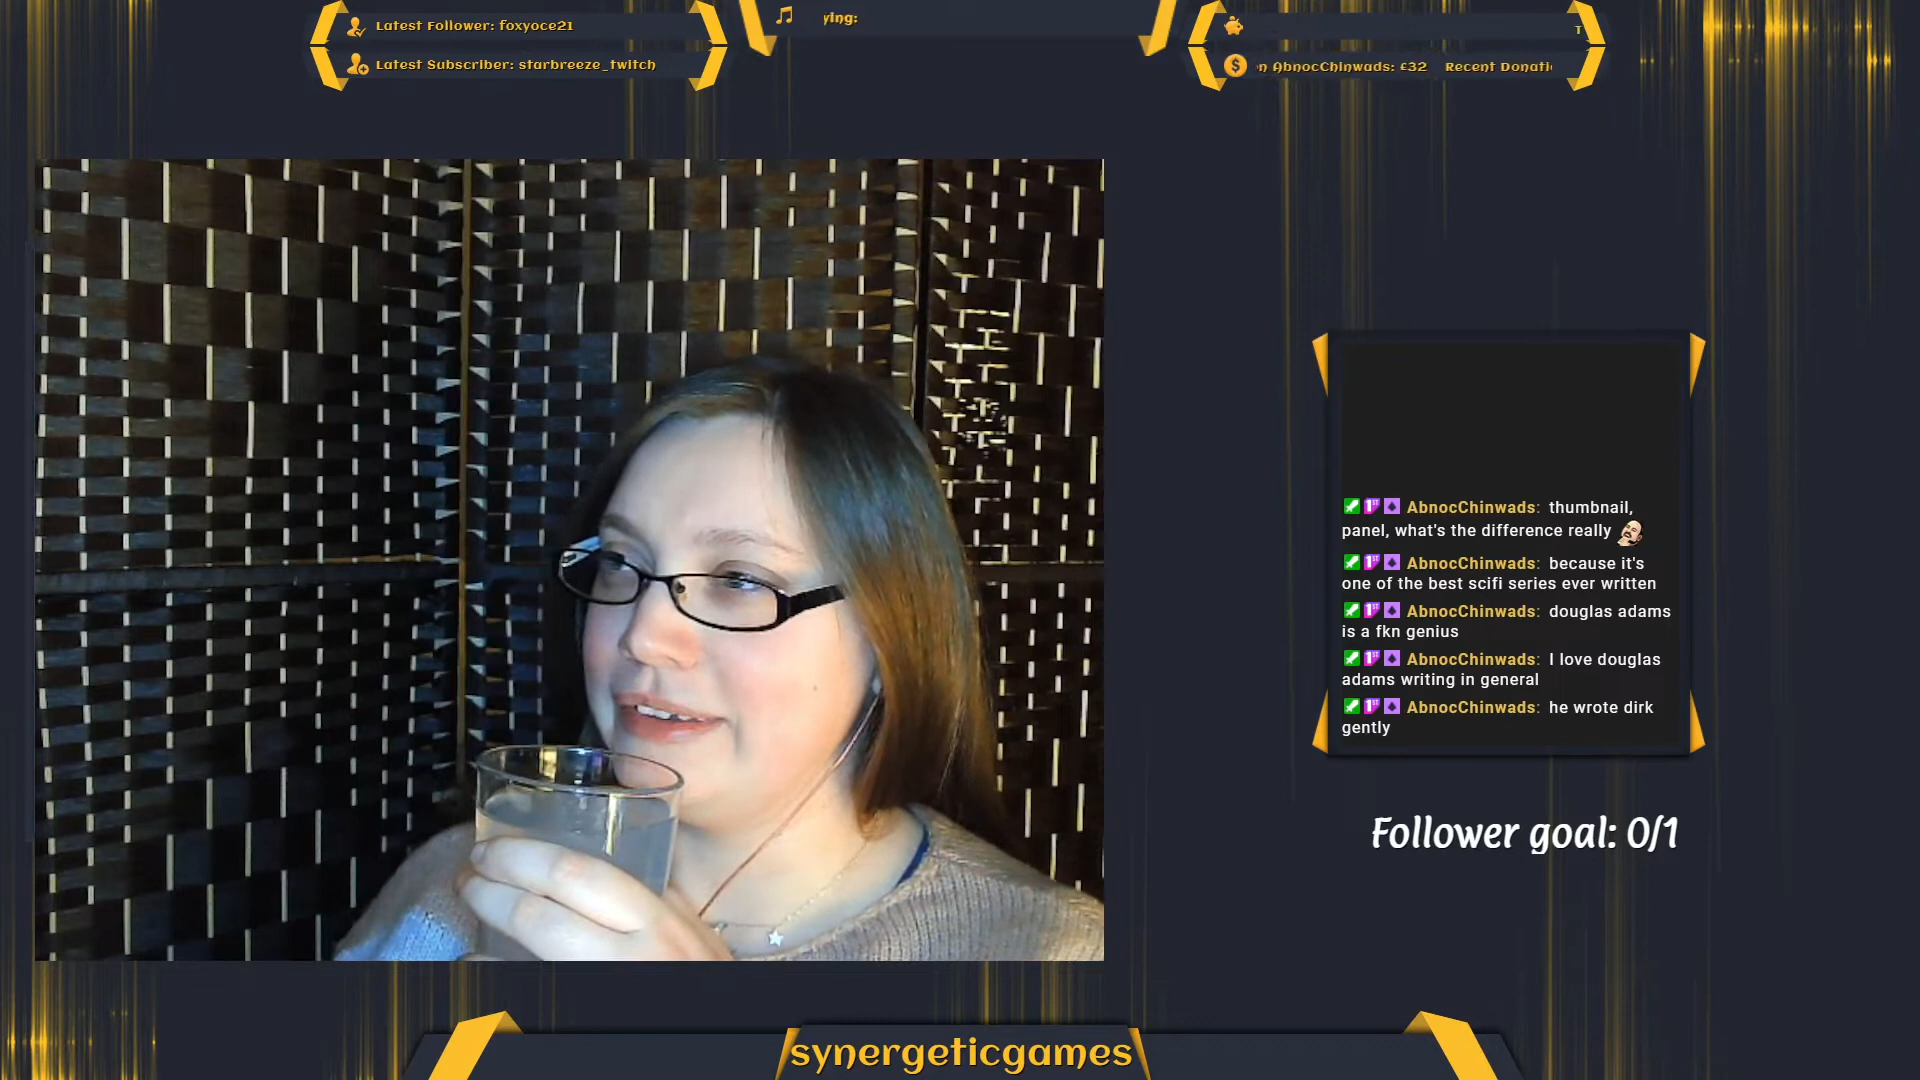 Latest Follower: foxyoce21
ying:
Latest Subscriber: starbreeze_twitch
n AbnocChinwads: £32 Recent Donati
AbnocChinwads: thumbnail,
panel, what's the difference really
AbnocChinwads: because it's
one of the best scifi series ever written
AbnocChinwads: douglas adams
is a fkn genius
AbnocChinwads: I love douglas
adams writing in general
AbnocChinwads: he wrote dirk
gently
Follower goal: 0/1
synergeticgames